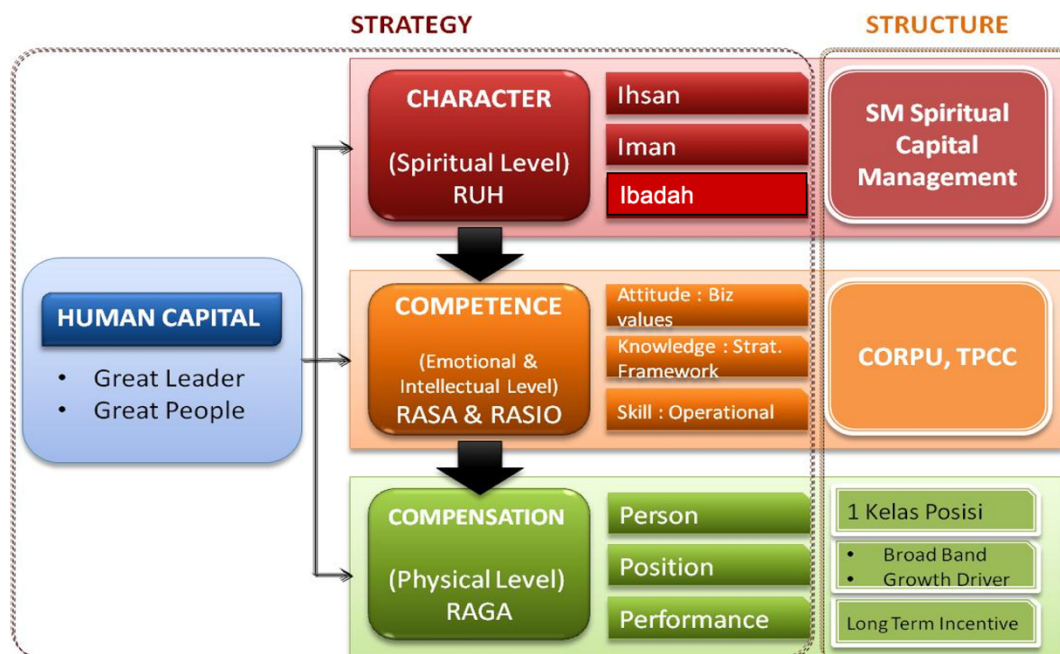 STRATEGY
STRUCTURE
HUMAN CAPITAL
• Great Leader
• Great People
CHARACTER
(Spiritual Level)
RUH
Ihsan
Iman
Ibadah
SM Spiritual
Capital
Management
COMPETENCE
(Emotional &
Intellectual Level)
RASA & RASIO
Attitude : Biz
values
Knowledge : Strat.
Framework
Skill : Operational
CORPU, TPCC
COMPENSATION
(Physical Level)
RAGA
Person
Position
Performance
1 Kelas Posisi
• Broad Band
• Growth Driver
Long Term Incentive